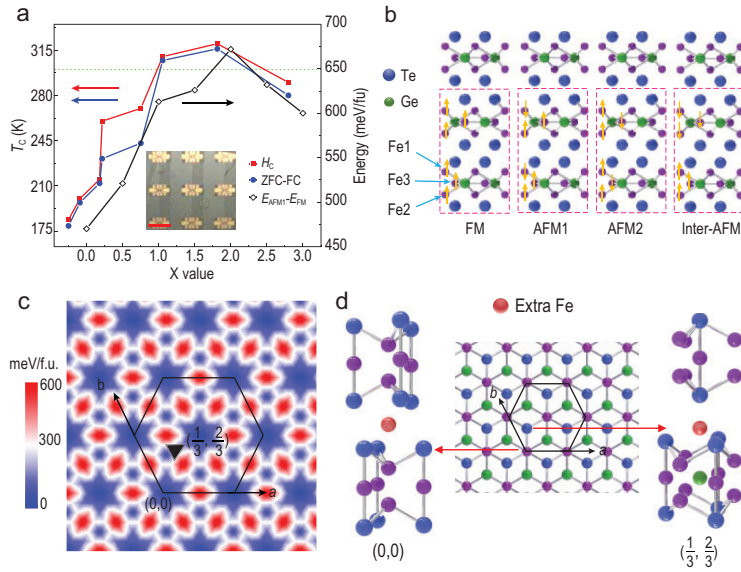 a
T_C (K)
315
280
245
210
175
0.0 0.5 1.0 1.5 2.0 2.5 3.0
X value
700
650
600
550
500
450
Energy (meV/fu)
H_C
ZFC-FC
E_AFM1-E_FM
b
Te
Ge
Fe1
Fe3
Fe2
FM AFM1 AFM2 Inter-AFM
c
meV/f.u.
600
300
0
b
(1/3, 2/3)
(0,0)
a
d
Extra Fe
b
a
(0,0)
(1/3, 2/3)